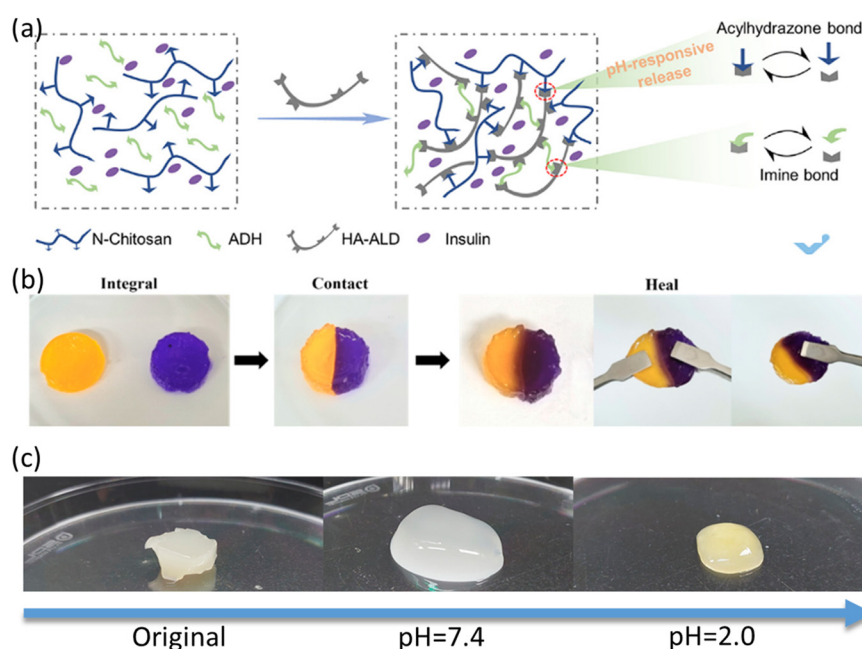 (a)
Acylhydrazone bond
pH-responsive
release
Imine bond
N-Chitosan
ADH
HA-ALD
Insulin
(b)
Integral
Contact
Heal
(c)
Original
pH=7.4
pH=2.0